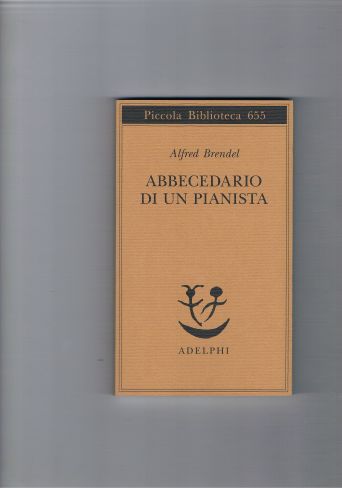 Piccola Biblioteca 655
Alfred Brendel
ABBECEDARIO
DI UN PIANISTA
ADELPHI